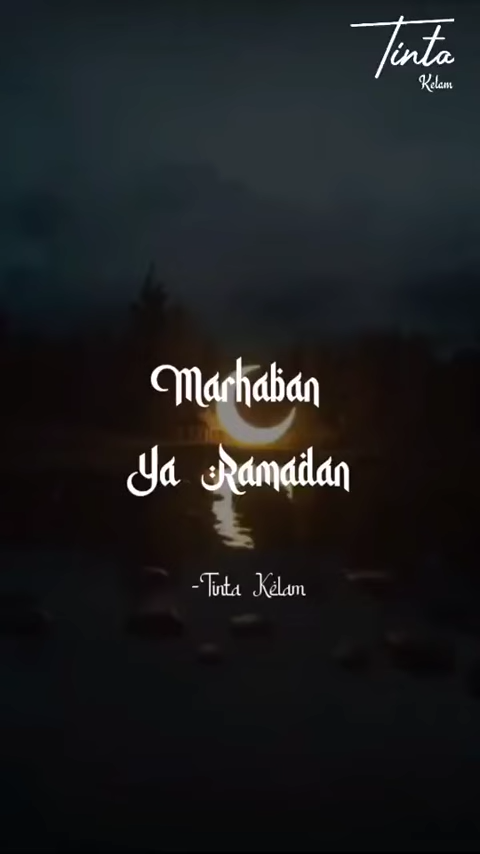 Tinta
Kelam
Marhaban
Ya Ramadan
-Tinta Kelam